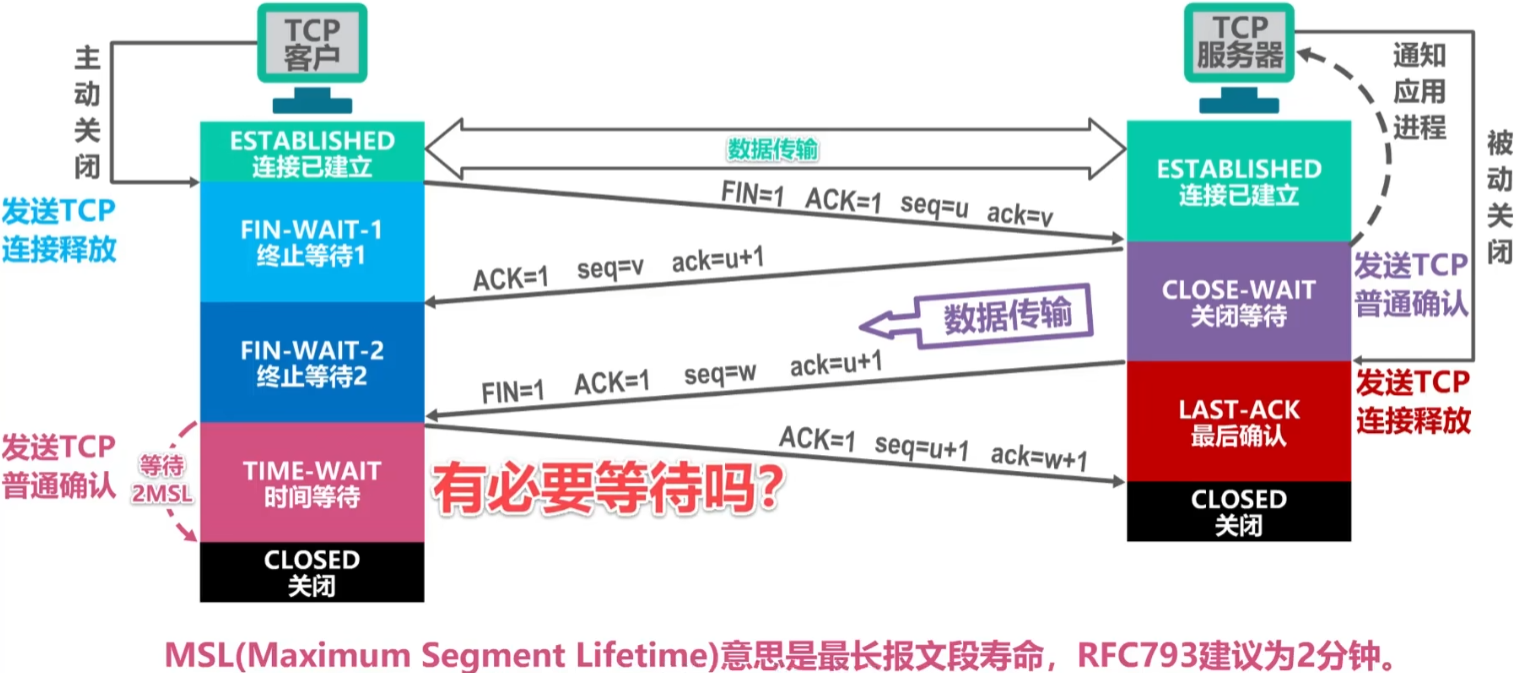 TCP
客户
TCP
服务器
主动关闭
通知
应用
进程
被动关闭
ESTABLISHED
连接已建立
数据传输
ESTABLISHED
连接已建立
FIN=1 ACK=1 seq=u ack=v
发送TCP
连接释放
FIN-WAIT-1
终止等待1
ACK=1 seq=v ack=u+1
CLOSE-WAIT
关闭等待
发送TCP
普通确认
数据传输
FIN-WAIT-2
终止等待2
FIN=1 ACK=1 seq=w ack=u+1
LAST-ACK
最后确认
发送TCP
连接释放
ACK=1 seq=u+1 ack=w+1
发送TCP
普通确认
等待
2MSL
TIME-WAIT
时间等待
有必要等待吗?
CLOSED
关闭
CLOSED
关闭
MSL(Maximum Segment Lifetime)意思是最长报文段寿命，RFC793建议为2分钟。